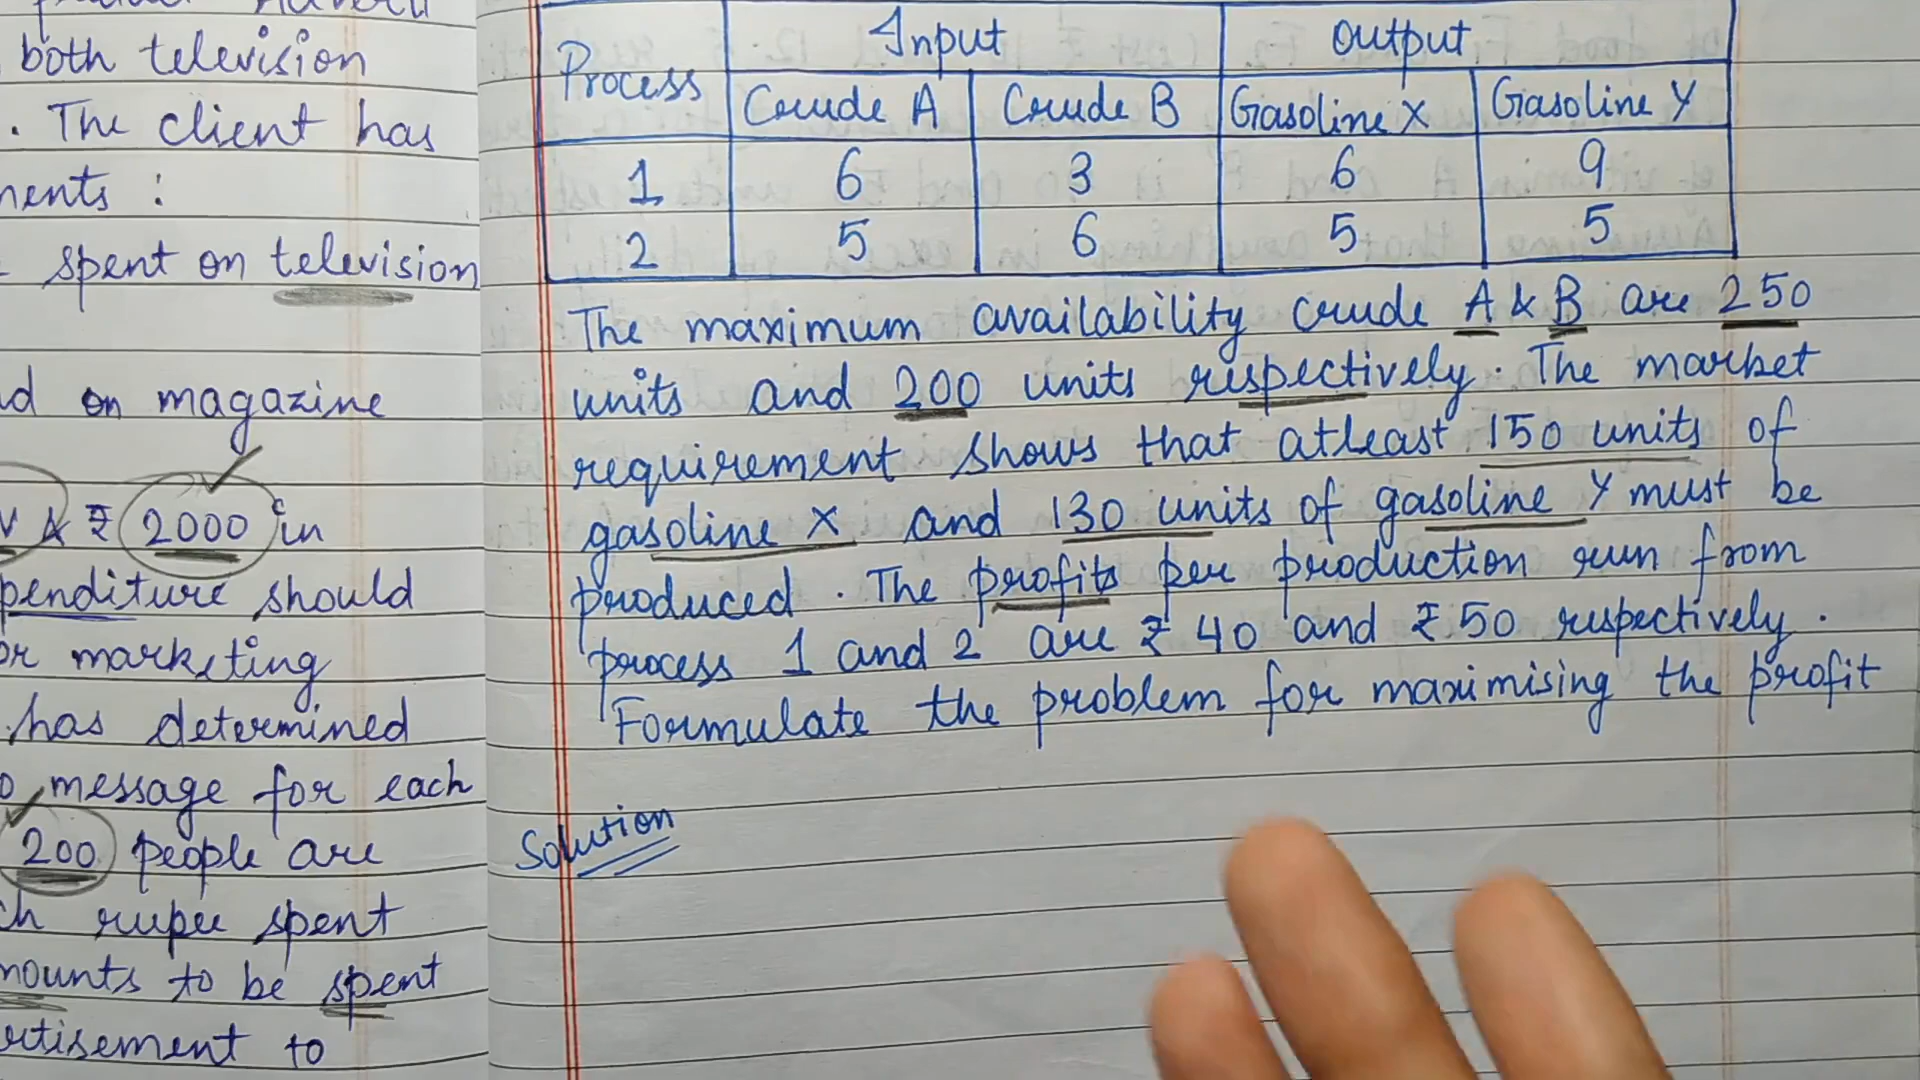 both television
. The client has
spent on television
on magazine
₹ 2000 in
should
marketing
has determined
message for each
200 people are
rupee spent
to be spent
to
Process Input Output
Crude A Crude B Gasoline X Gasoline Y
1 6 3 6 9
2 5 6 5 5
The maximum availability crude A & B are 250
units and 200 units respectively. The market
requirement shows that atleast 150 units of
gasoline X and 130 units of gasoline Y must be
produced. The profits per production run from
process 1 and 2 are ₹ 40 and ₹ 50 respectively.
Formulate the problem for maximising the profit
Solution